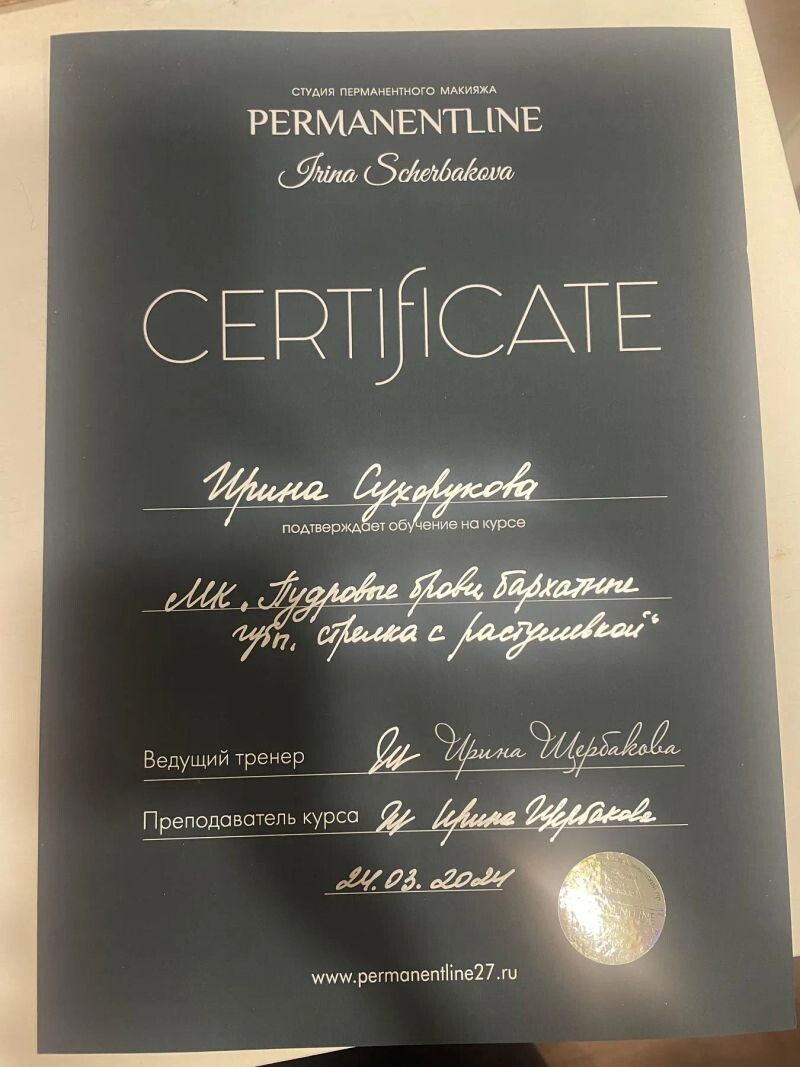 СТУДИЯ ПЕРМАНЕНТНОГО МАКИЯЖА
PERMANENTLINE
Irina Scherbakova
CERTIFICATE
Ирина Сухорукова
подтверждает обучение на курсе
МК „Пудровые брови, бархатные
губы, стрелка с растушевкой“
Ведущий тренер Ирина Щербакова
Преподаватель курса Ирина Щербакова
24.03.2024
www.permanentline27.ru